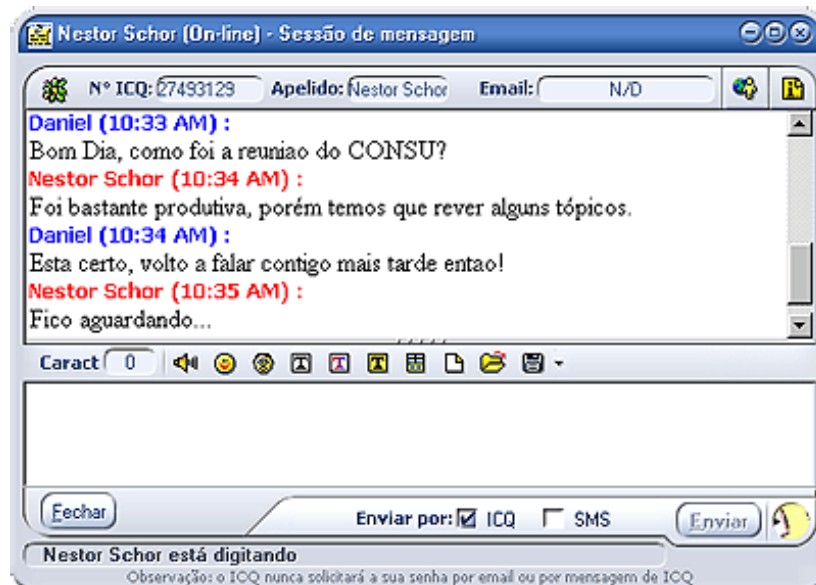 Nestor Schor (On-line) - Sessão de mensagem
Nº ICQ: 27493129 Apelido: Nestor Schor Email: N/D
Daniel (10:33 AM) :
Bom Dia, como foi a reuniao do CONSU?
Nestor Schor (10:34 AM) :
Foi bastante produtiva, porém temos que rever alguns tópicos.
Daniel (10:34 AM) :
Esta certo, volto a falar contigo mais tarde entao!
Nestor Schor (10:35 AM) :
Fico aguardando...
Caract 0
Fechar Enviar por: ICQ SMS Enviar
Nestor Schor está digitando
Observação: o ICQ nunca solicitará a sua senha por email ou por mensagem de ICQ